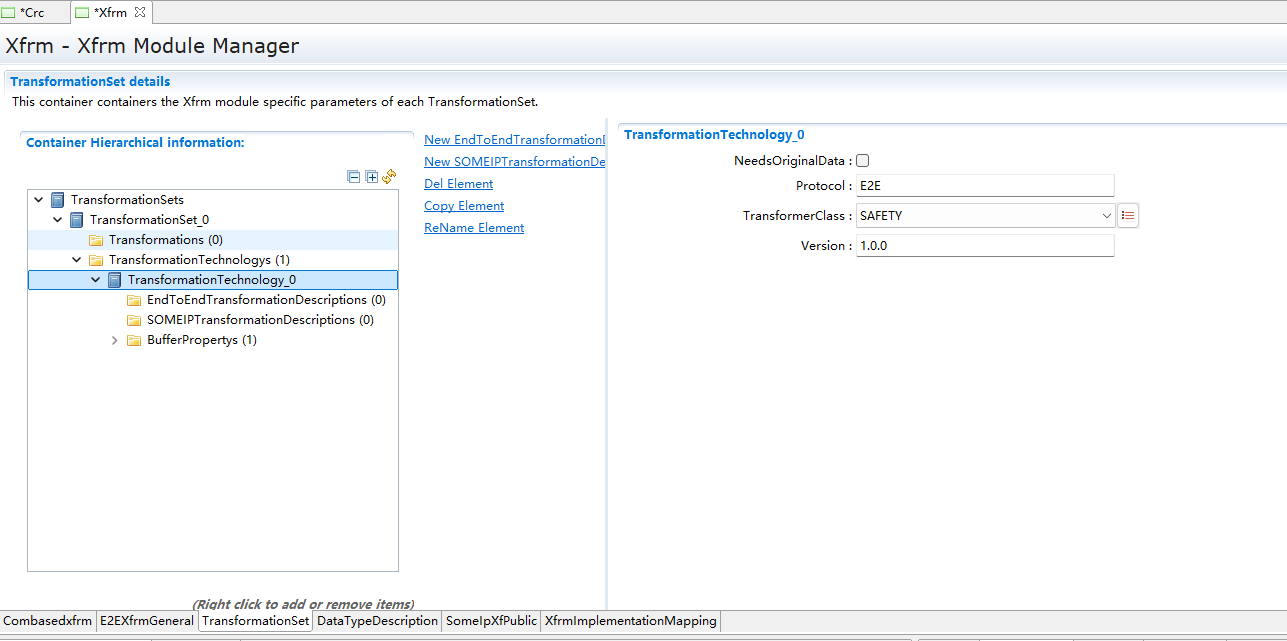 *Crc
*Xfrm
Xfrm - Xfrm Module Manager
TransformationSet details
This container containers the Xfrm module specific parameters of each TransformationSet.
Container Hierarchical information:
TransformationSets
TransformationSet_0
Transformations (0)
TransformationTechnologys (1)
TransformationTechnology_0
EndToEndTransformationDescriptions (0)
SOMEIPTransformationDescriptions (0)
BufferPropertys (1)
(Right click to add or remove items)
New EndToEndTransformationD
New SOMEIPTransformationDe
Del Element
Copy Element
ReName Element
TransformationTechnology_0
NeedsOriginalData :
Protocol : E2E
TransformerClass : SAFETY
Version : 1.0.0
Combasedxfrm E2EXfrmGeneral TransformationSet DataTypeDescription SomeIpXfPublic XfrmImplementationMapping